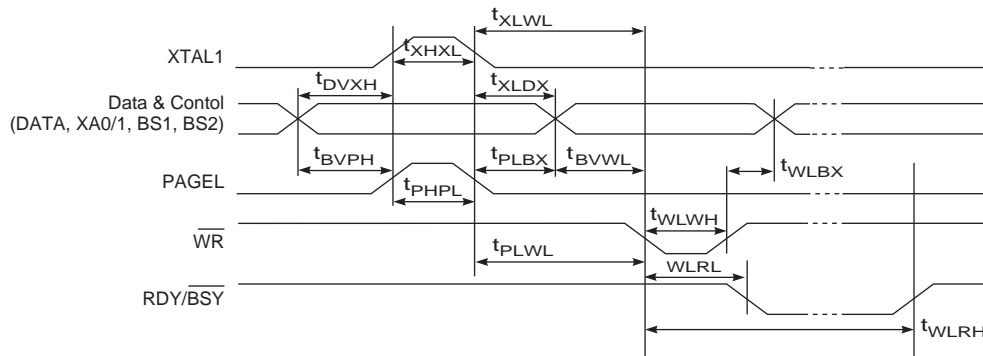 tXLWL
XTAL1
tXHXL
tDVXH
tXLDX
Data & Contol
(DATA, XA0/1, BS1, BS2)
tBVPH
tPLBX
tBVWL
tWLBX
PAGEL
tPHPL
tWLWH
WR
tPLWL
WLRL
RDY/BSY
tWLRH